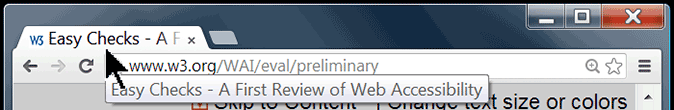 W3 Easy Checks - A F ×
www.w3.org/WAI/eval/preliminary
Easy Checks - A First Review of Web Accessibility
Skip to Content Change text size or colors